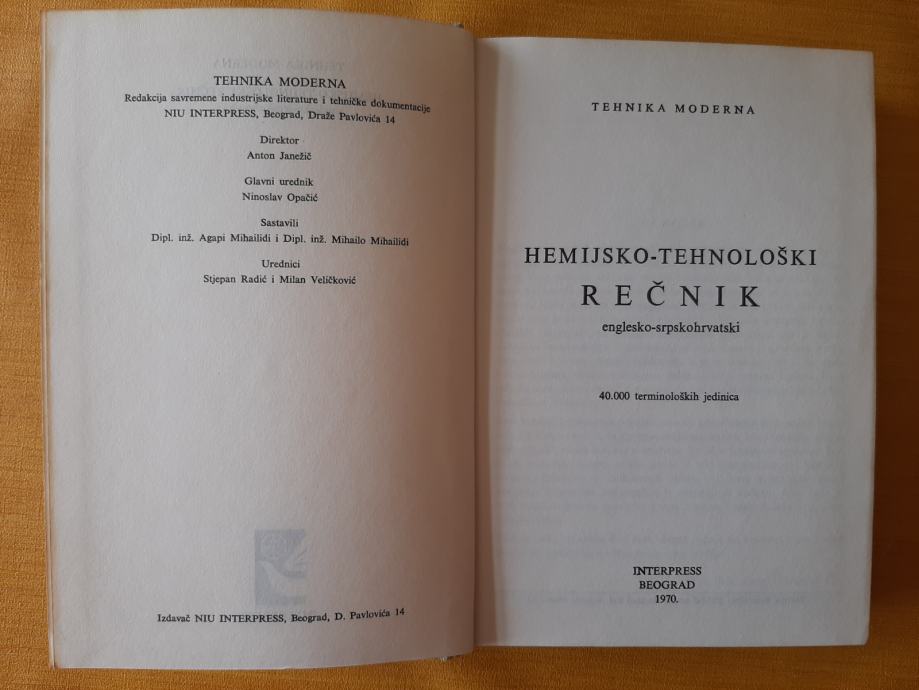 TEHNIKA MODERNA
Redakcija savremene industrijske literature i tehničke dokumentacije
NIU INTERPRESS, Beograd, Draže Pavlovića 14
Direktor
Anton Janežič
Glavni urednik
Ninoslav Opačić
Sastavili
Dipl. inž. Agapi Mihailidi i Dipl. inž. Mihailo Mihailidi
Urednici
Stjepan Radić i Milan Veličković
Izdavač NIU INTERPRESS, Beograd, D. Pavlovića 14
TEHNIKA MODERNA
HEMIJSKO-TEHNOLOŠKI
REČNIK
englesko-srpskohrvatski
40.000 terminoloških jedinica
INTERPRESS
BEOGRAD
1970.